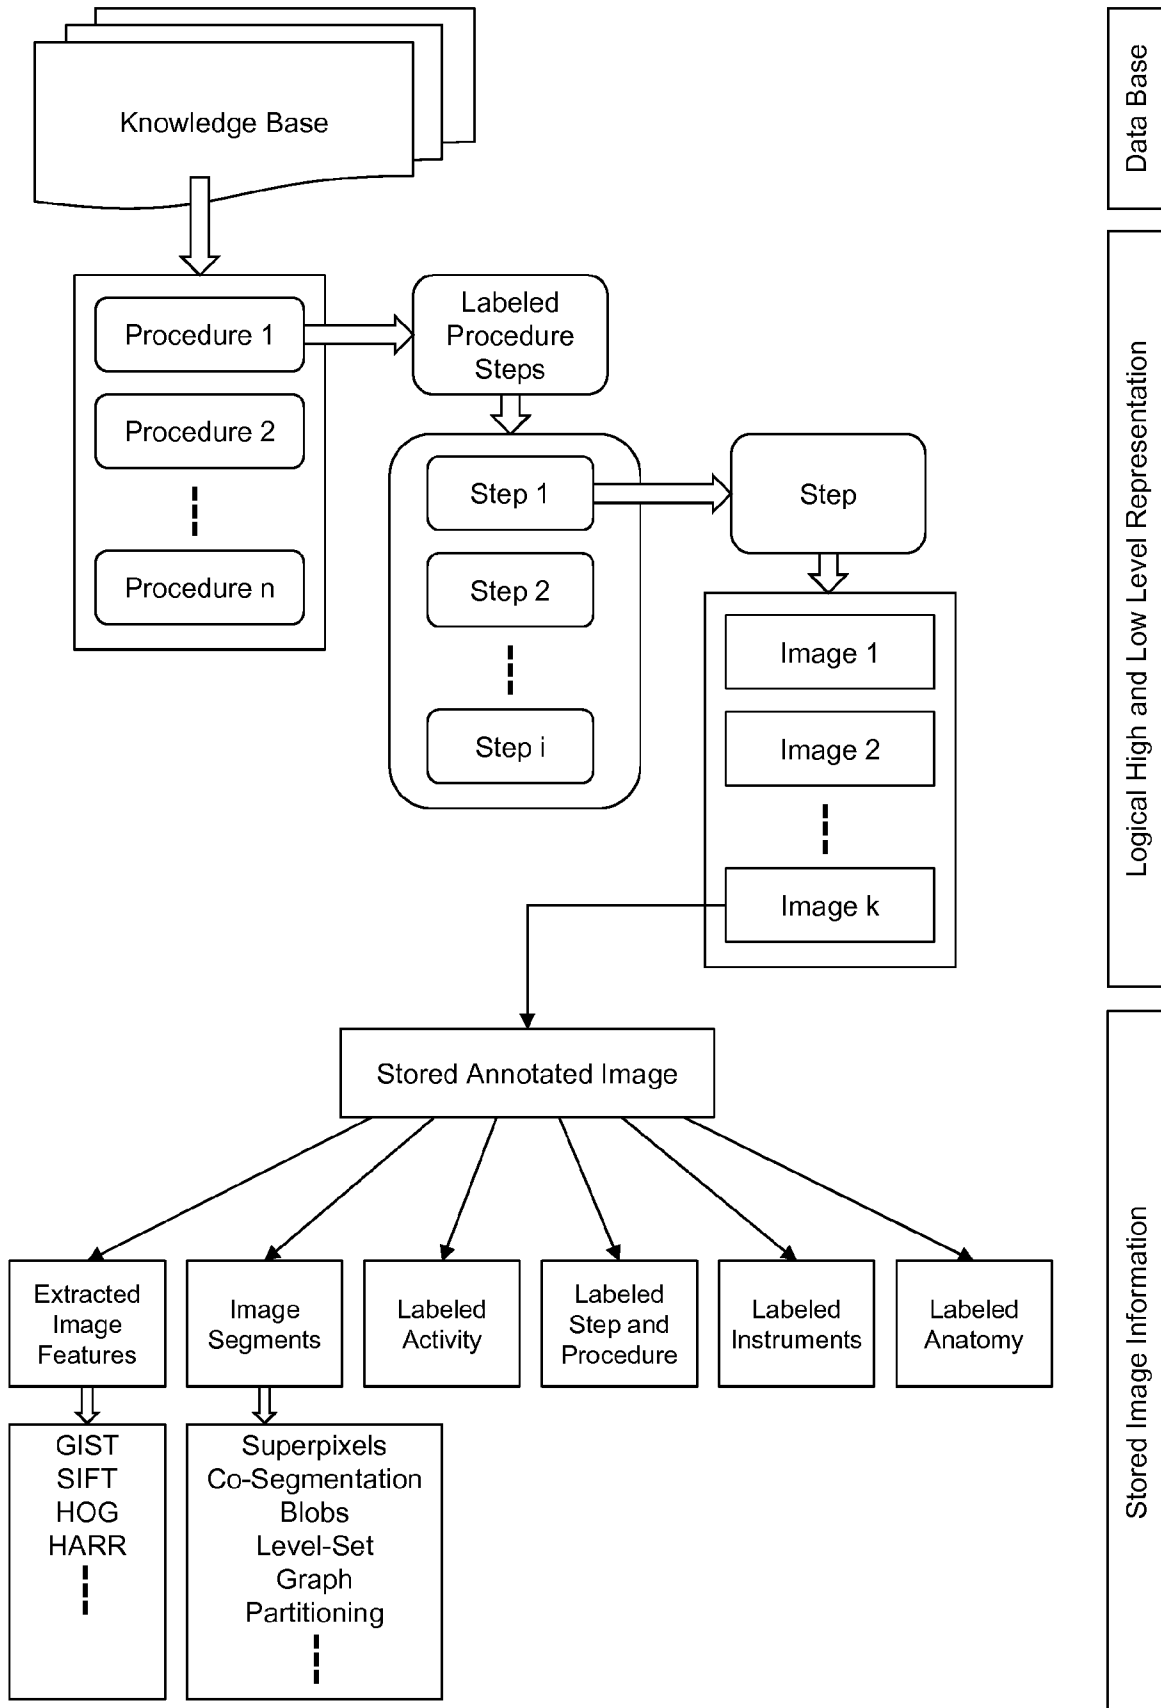 Knowledge Base
Data Base
Procedure 1
Procedure 2
Procedure n
Labeled
Procedure
Steps
Step 1
Step 2
Step i
Step
Image 1
Image 2
Image k
Logical High and Low Level Representation
Stored Annotated Image
Extracted
Image
Features
Image
Segments
Labeled
Activity
Labeled
Step and
Procedure
Labeled
Instruments
Labeled
Anatomy
GIST
SIFT
HOG
HARR
Superpixels
Co-Segmentation
Blobs
Level-Set
Graph
Partitioning
Stored Image Information